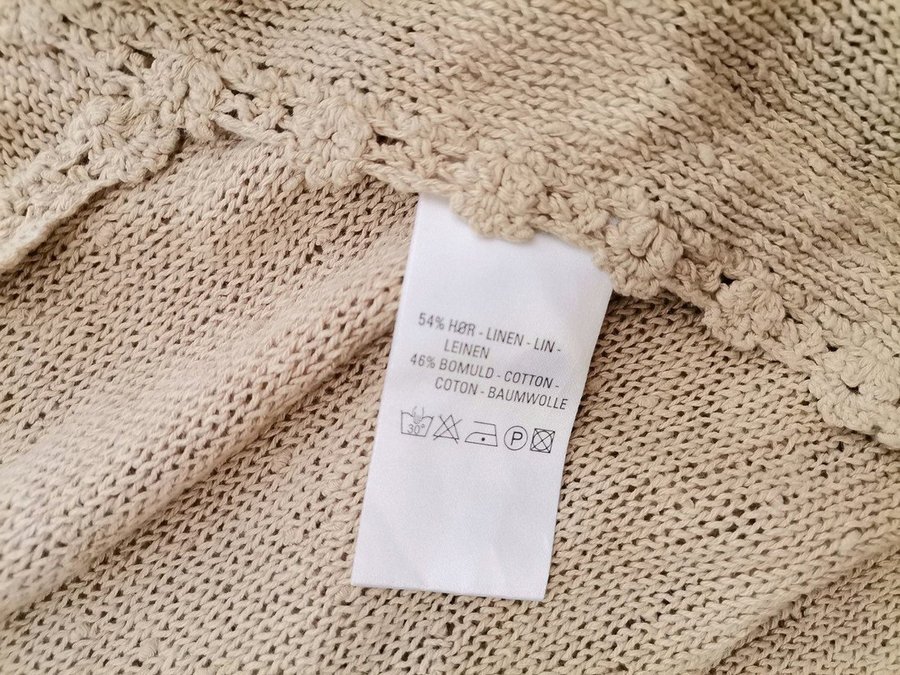 54% HØR - LINEN - LIN -
LEINEN
46% BOMULD - COTTON -
COTON - BAUMWOLLE
30° P